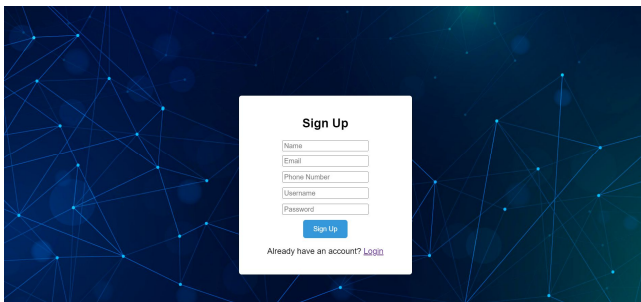 Sign Up
Name
Email
Phone Number
Username
Password
Sign Up
Already have an account? Login